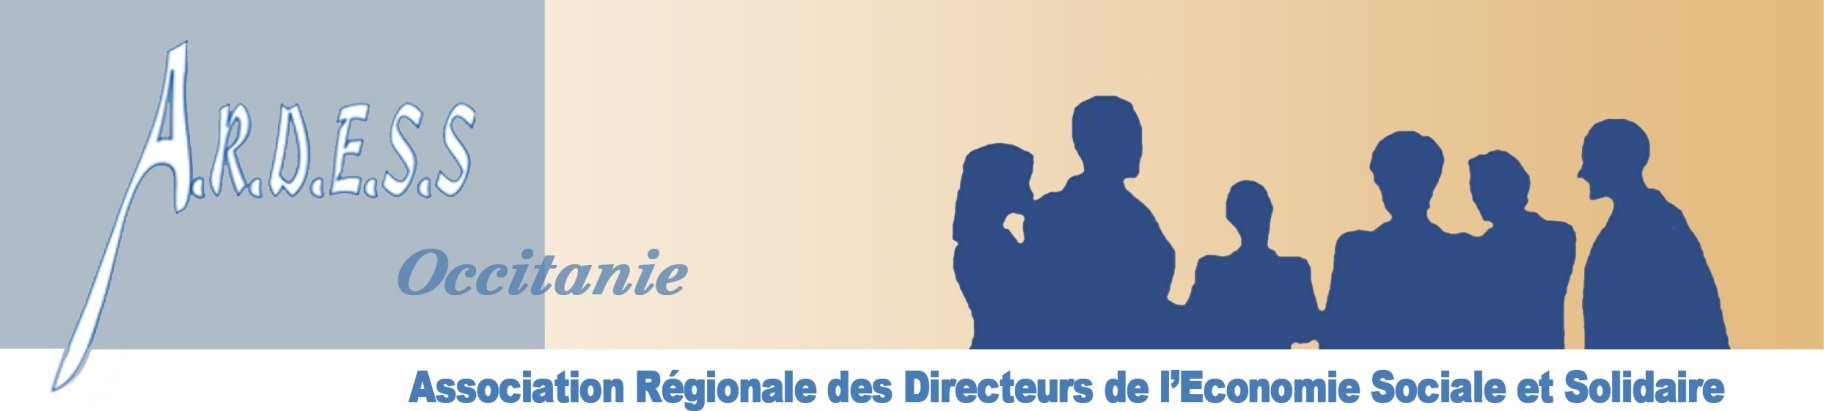 A.R.D.E.S.S
Occitanie
Association Régionale des Directeurs de l’Economie Sociale et Solidaire